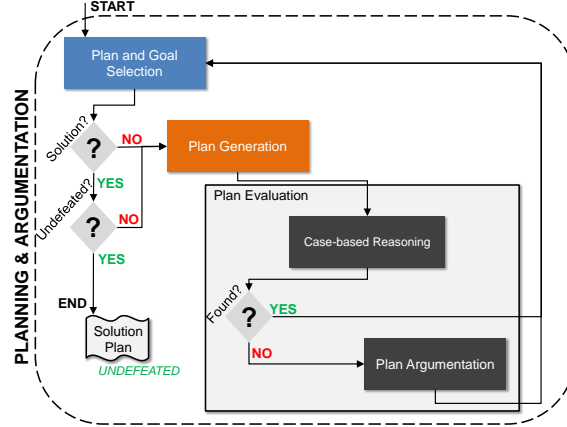 START
PLANNING & ARGUMENTATION
Plan and Goal
Selection
Solution?
?
NO
Plan Generation
YES
Undefeated?
?
NO
YES
Plan Evaluation
Case-based Reasoning
Found?
?
YES
NO
Plan Argumentation
END
Solution
Plan
UNDEFEATED